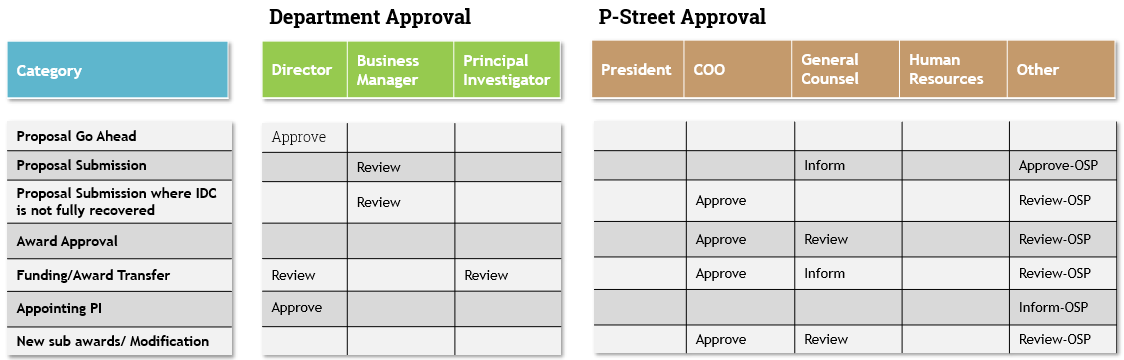 Department Approval
P-Street Approval
Category
Director
Business
Manager
Principal
Investigator
President
COO
General
Counsel
Human
Resources
Other
Proposal Go Ahead
Approve
Proposal Submission
Review
Inform
Approve-OSP
Proposal Submission where IDC
is not fully recovered
Review
Approve
Review-OSP
Award Approval
Approve
Review
Review-OSP
Funding/Award Transfer
Review
Review
Approve
Inform
Review-OSP
Appointing PI
Approve
Inform-OSP
New sub awards/ Modification
Approve
Review
Review-OSP